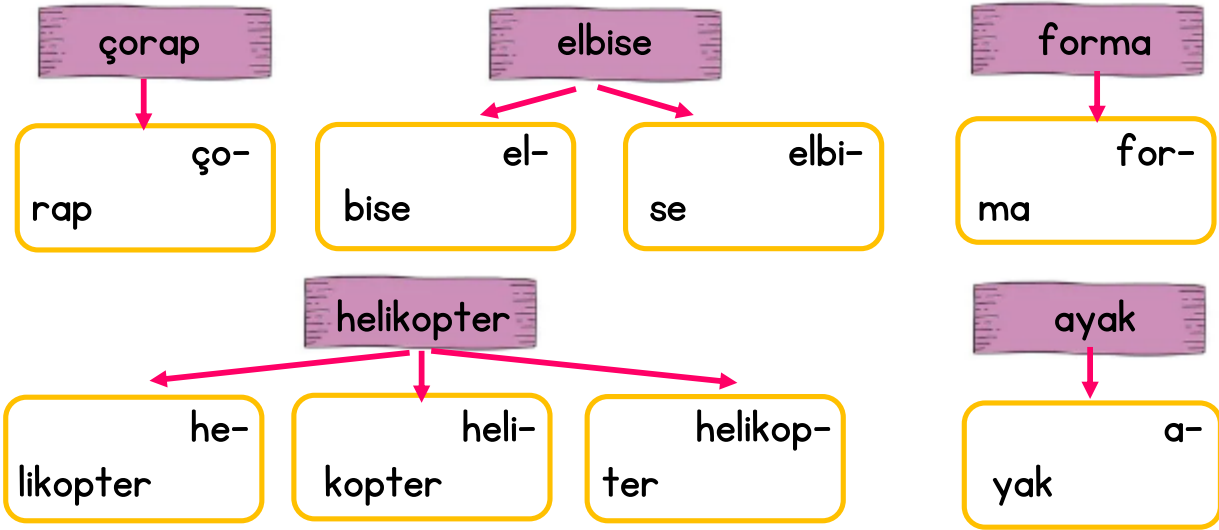 çorap
elbise
forma
ço-
rap
el-
bise
elbi-
se
for-
ma
helikopter
ayak
he-
likopter
heli-
kopter
helikop-
ter
a-
yak